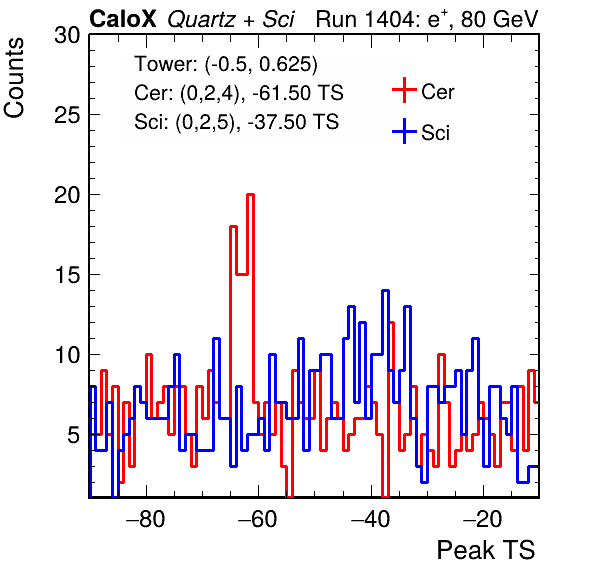 CaloX Quartz + Sci Run 1404: e⁺, 80 GeV
Counts
30
25
20
15
10
5
Tower: (-0.5, 0.625)
Cer: (0,2,4), -61.50 TS
Sci: (0,2,5), -37.50 TS
Cer
Sci
−80 −60 −40 −20
Peak TS